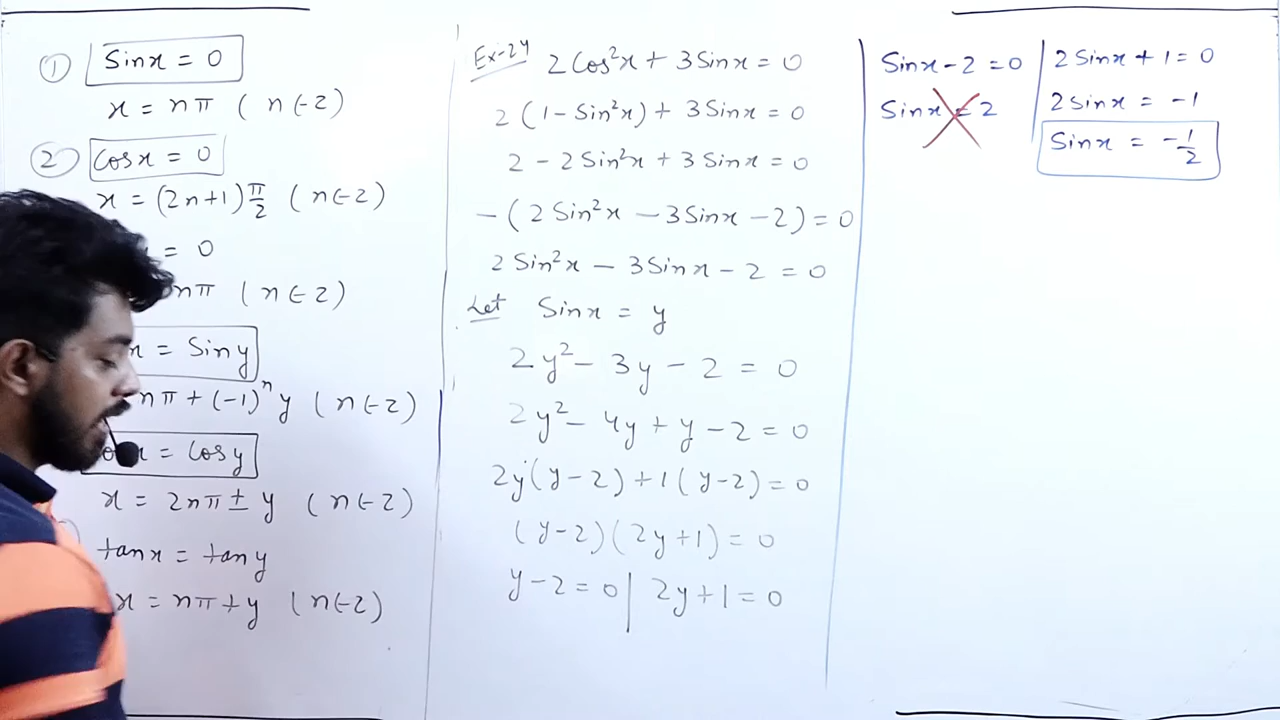 ① Sinx = 0
x = nπ ( n∈Z)
② Cosx = 0
x = (2n+1)π/2 ( n∈Z)
= 0
nπ ( n∈Z)
= Siny
nπ + (-1)ⁿy ( n∈Z)
= Cosy
x = 2nπ ± y ( n∈Z)
tanx = tany
x = nπ + y ( n∈Z)
Ex-24 2Cos²x + 3Sinx = 0
2(1-Sin²x) + 3Sinx = 0
2 - 2Sin²x + 3Sinx = 0
-(2Sin²x - 3Sinx - 2) = 0
2Sin²x - 3Sinx - 2 = 0
Let Sinx = y
2y² - 3y - 2 = 0
2y² - 4y + y - 2 = 0
2y(y-2) + 1(y-2) = 0
(y-2)(2y+1) = 0
y-2 = 0 | 2y+1 = 0
Sinx - 2 = 0
Sinx = 2
2Sinx + 1 = 0
2Sinx = -1
Sinx = -1/2